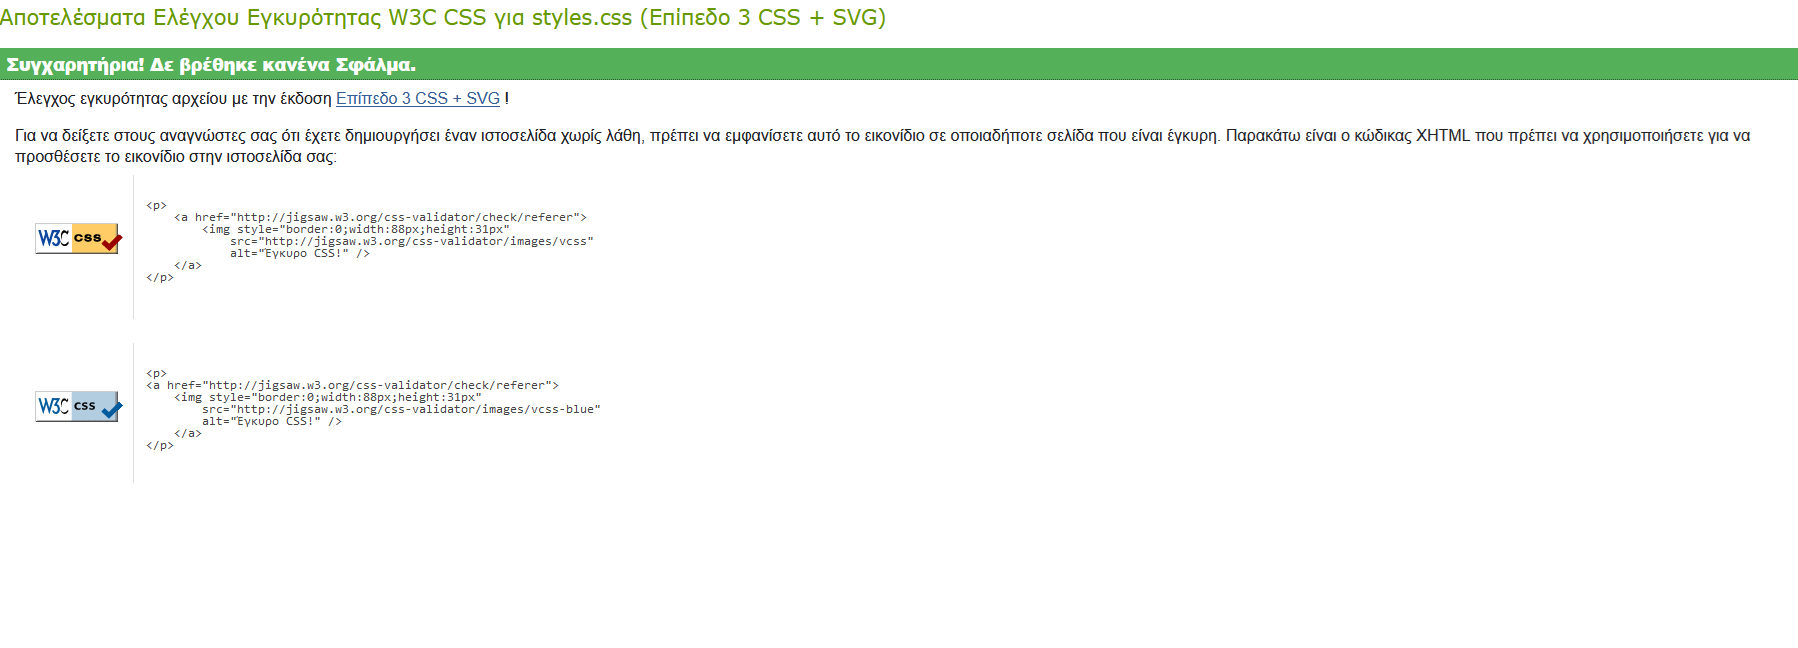 Αποτελέσματα Ελέγχου Εγκυρότητας W3C CSS για styles.css (Επίπεδο 3 CSS + SVG)
Συγχαρητήρια! Δε βρέθηκε κανένα Σφάλμα.
Έλεγχος εγκυρότητας αρχείου με την έκδοση Επίπεδο 3 CSS + SVG !
Για να δείξετε στους αναγνώστες σας ότι έχετε δημιουργήσει έναν ιστοσελίδα χωρίς λάθη, πρέπει να εμφανίσετε αυτό το εικονίδιο σε οποιαδήποτε σελίδα που είναι έγκυρη. Παρακάτω είναι ο κώδικας XHTML που πρέπει να χρησιμοποιήσετε για να
προσθέσετε το εικονίδιο στην ιστοσελίδα σας:
W3C css
<p>
<a href="http://jigsaw.w3.org/css-validator/check/referer">
<img style="border:0;width:88px;height:31px"
src="http://jigsaw.w3.org/css-validator/images/vcss"
alt="Έγκυρο CSS!" />
</a>
</p>
W3C css
<p>
<a href="http://jigsaw.w3.org/css-validator/check/referer">
<img style="border:0;width:88px;height:31px"
src="http://jigsaw.w3.org/css-validator/images/vcss-blue"
alt="Έγκυρο CSS!" />
</a>
</p>